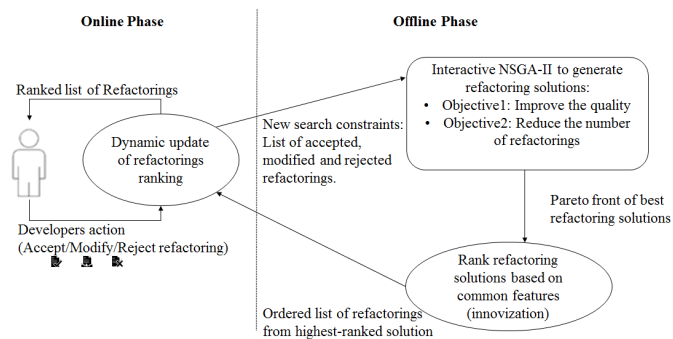 Online Phase
Offline Phase
Ranked list of Refactorings
Dynamic update
of refactorings
ranking
Developers action
(Accept/Modify/Reject refactoring)
New search constraints:
List of accepted,
modified and rejected
refactorings.
Interactive NSGA-II to generate
refactoring solutions:
• Objective1: Improve the quality
• Objective2: Reduce the number
of refactorings
Pareto front of best
refactoring solutions
Rank refactoring
solutions based on
common features
(innovization)
Ordered list of refactorings
from highest-ranked solution